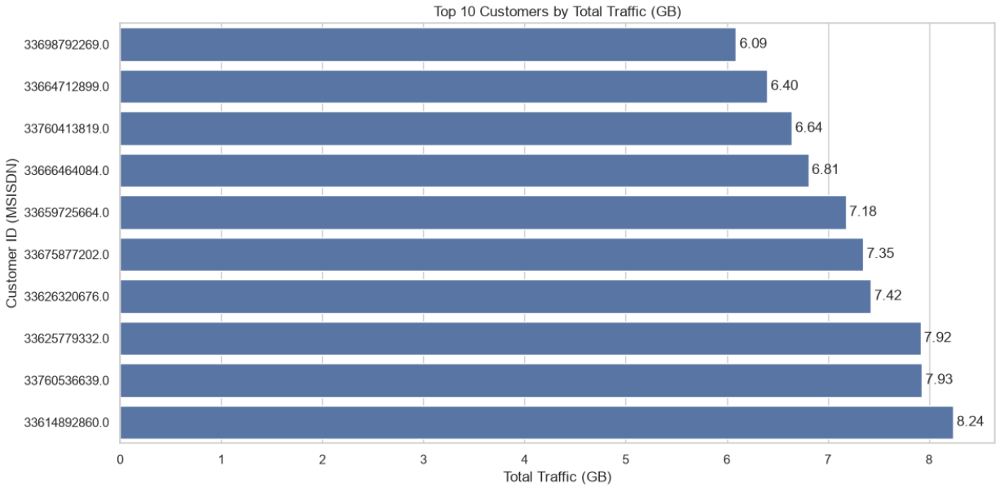 Top 10 Customers by Total Traffic (GB)
Customer ID (MSISDN)
33698792269.0 6.09
33664712899.0 6.40
33760413819.0 6.64
33666464084.0 6.81
33659725664.0 7.18
33675877202.0 7.35
33626320676.0 7.42
33625779332.0 7.92
33760536639.0 7.93
33614892860.0 8.24
0 1 2 3 4 5 6 7 8
Total Traffic (GB)